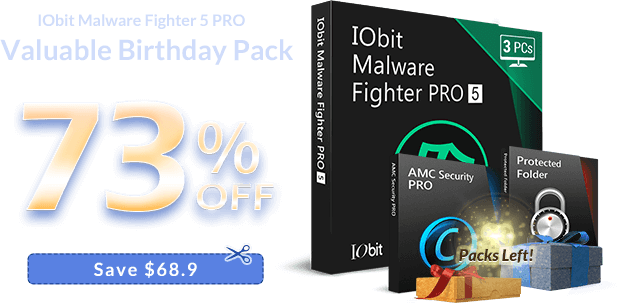 IObit Malware Fighter 5 PRO
Valuable Birthday Pack
73%
OFF
Save $68.9
IObit
Malware
Fighter PRO 5
3 PCs
IObit Malware Fighter PRO 5
IObit
AMC Security
PRO
AMC Security PRO
Protected
Folder
Protected Folder
Packs Left!